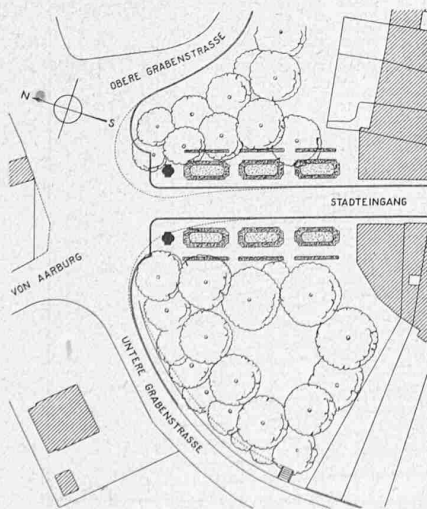 OBERE GRABENSTRASSE
N
S
STADTEINGANG
VON AARBURG
UNTERE GRABENSTRASSE